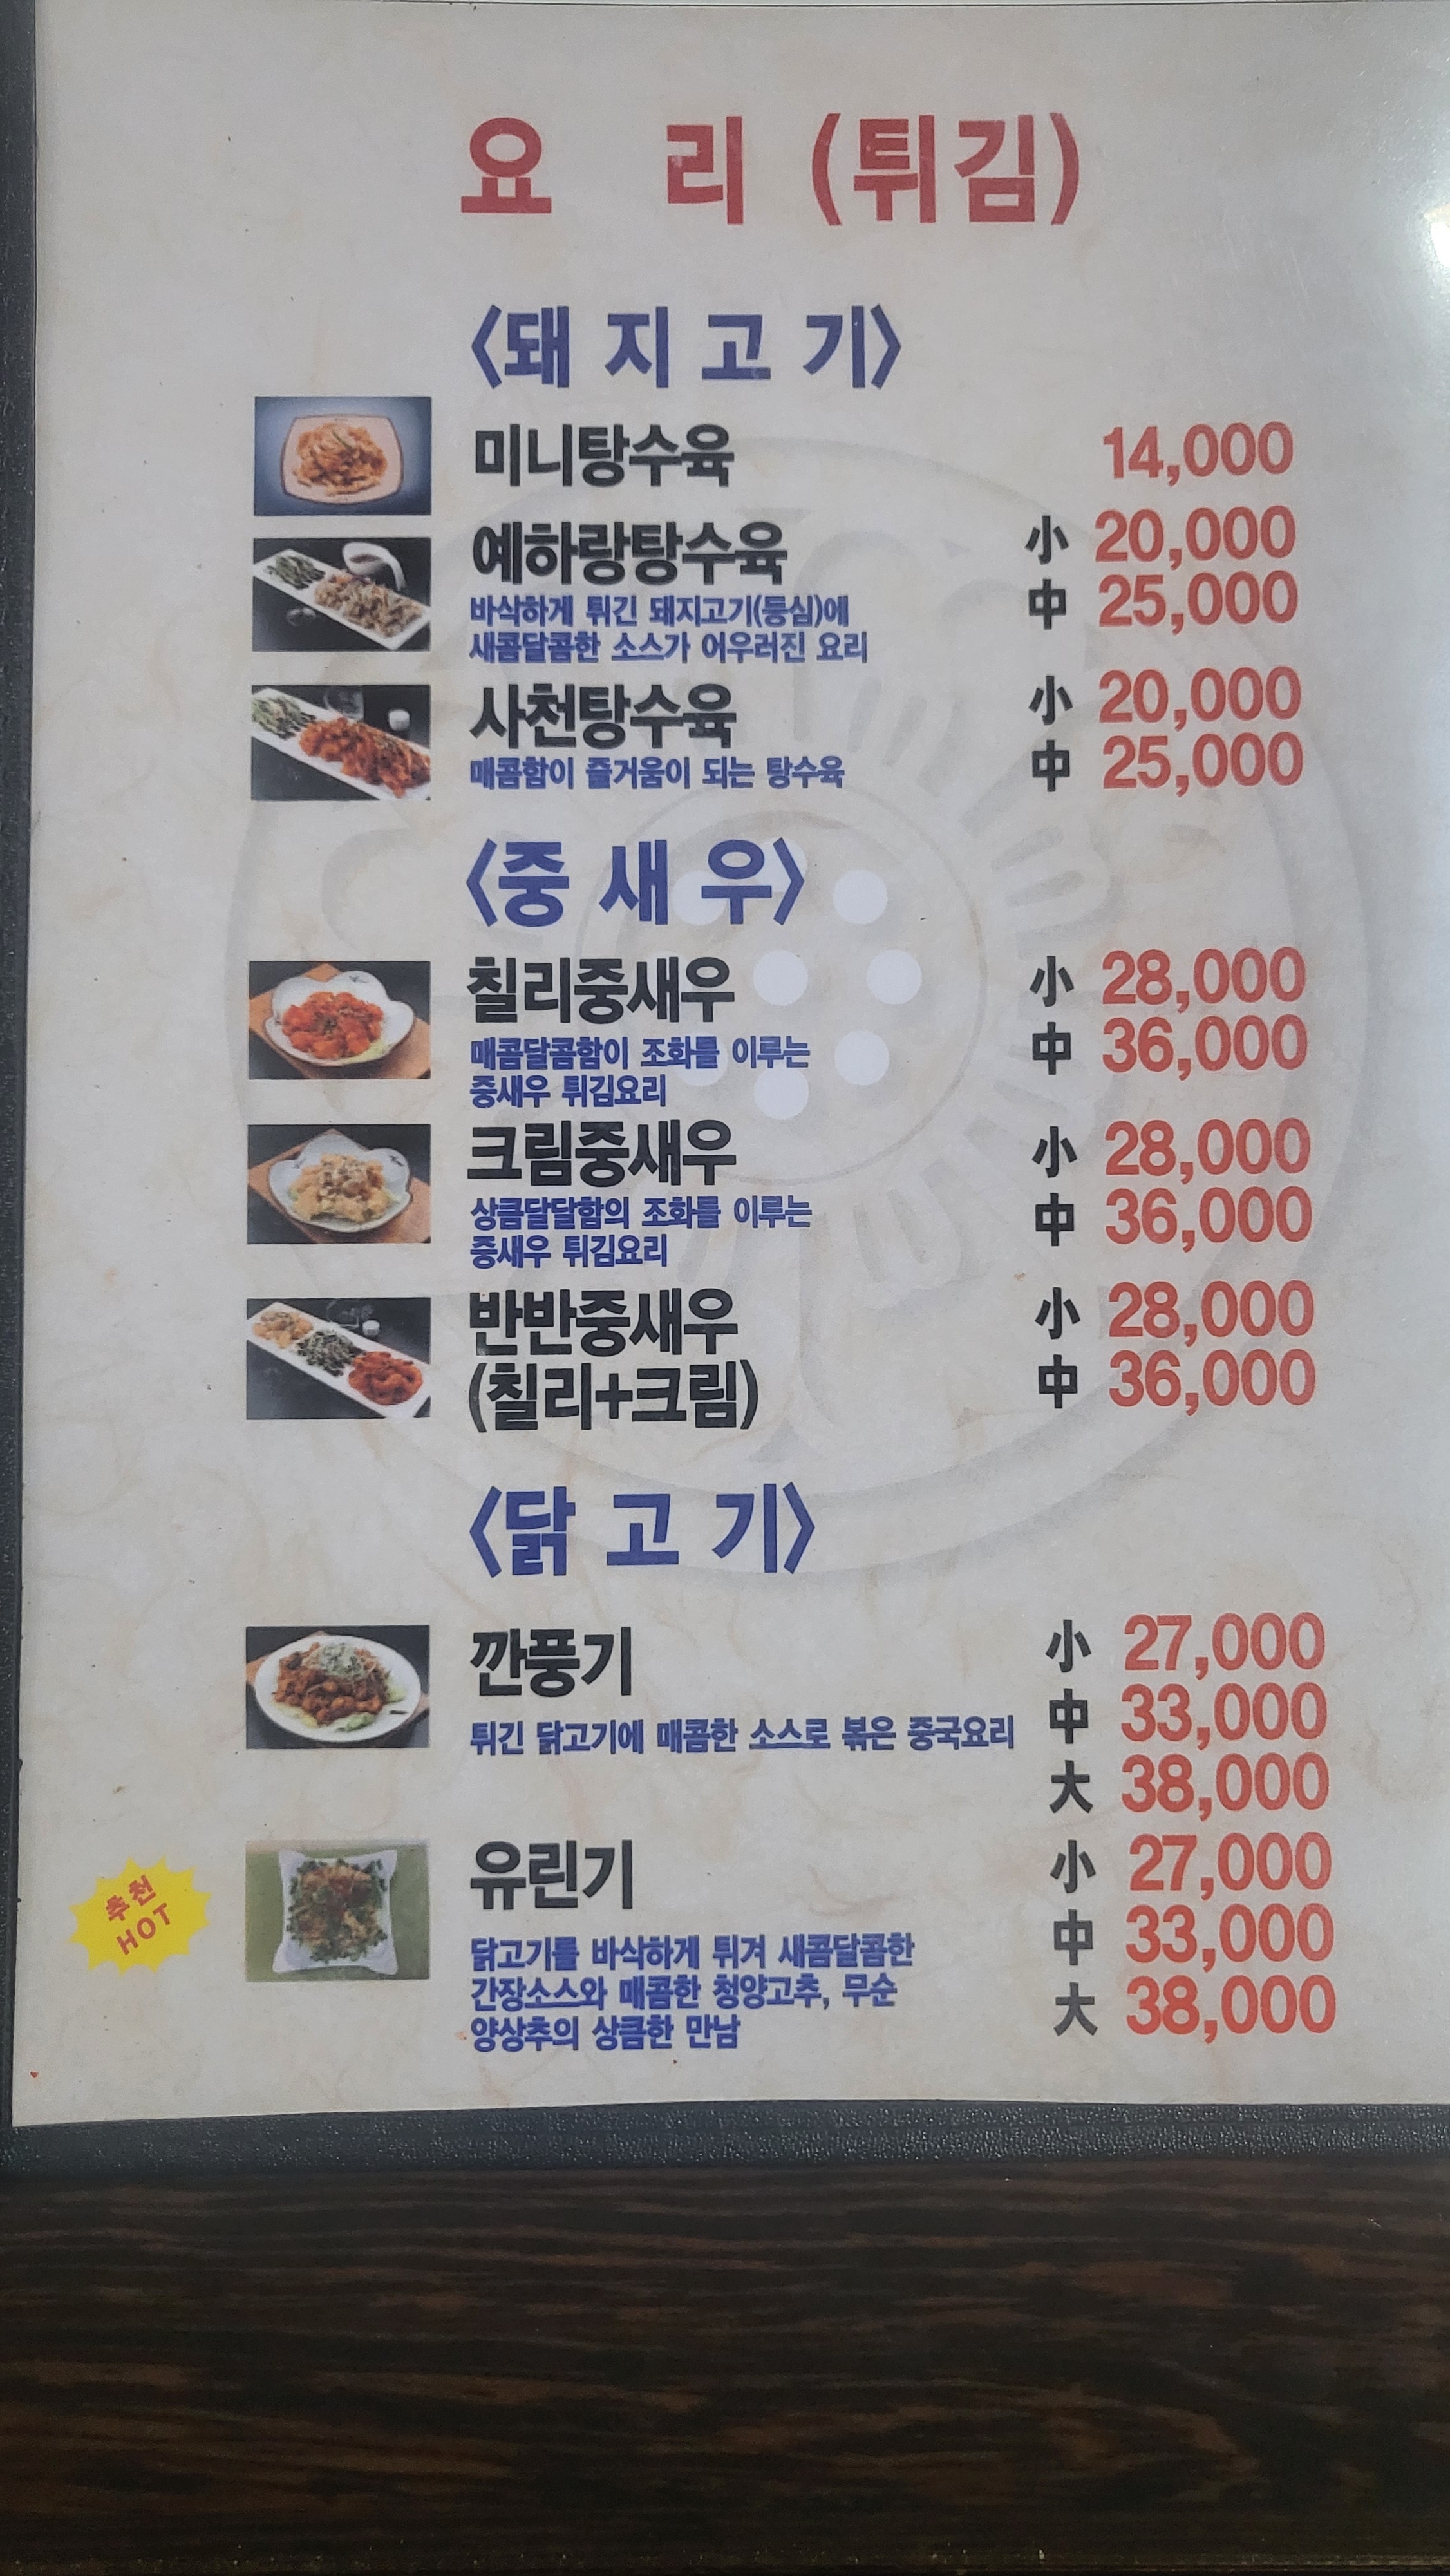 요 리 (튀김)
〈돼 지 고 기〉
미니탕수육 14,000
예하랑탕수육 小 20,000
中 25,000
바삭하게 튀긴 돼지고기(등심)에
새콤달콤한 소스가 어우러진 요리
사천탕수육 小 20,000
中 25,000
매콤함이 즐거움이 되는 탕수육
〈중 새 우〉
칠리중새우 小 28,000
中 36,000
매콤달콤함이 조화를 이루는
중새우 튀김요리
크림중새우 小 28,000
中 36,000
상큼달달함의 조화를 이루는
중새우 튀김요리
반반중새우 小 28,000
(칠리+크림) 中 36,000
〈닭 고 기〉
깐풍기 小 27,000
튀긴 닭고기에 매콤한 소스로 볶은 중국요리 中 33,000
大 38,000
추천
HOT
유린기 小 27,000
中 33,000
닭고기를 바삭하게 튀겨 새콤달콤한
간장소스와 매콤한 청양고추, 무순 大 38,000
양상추의 상큼한 만남